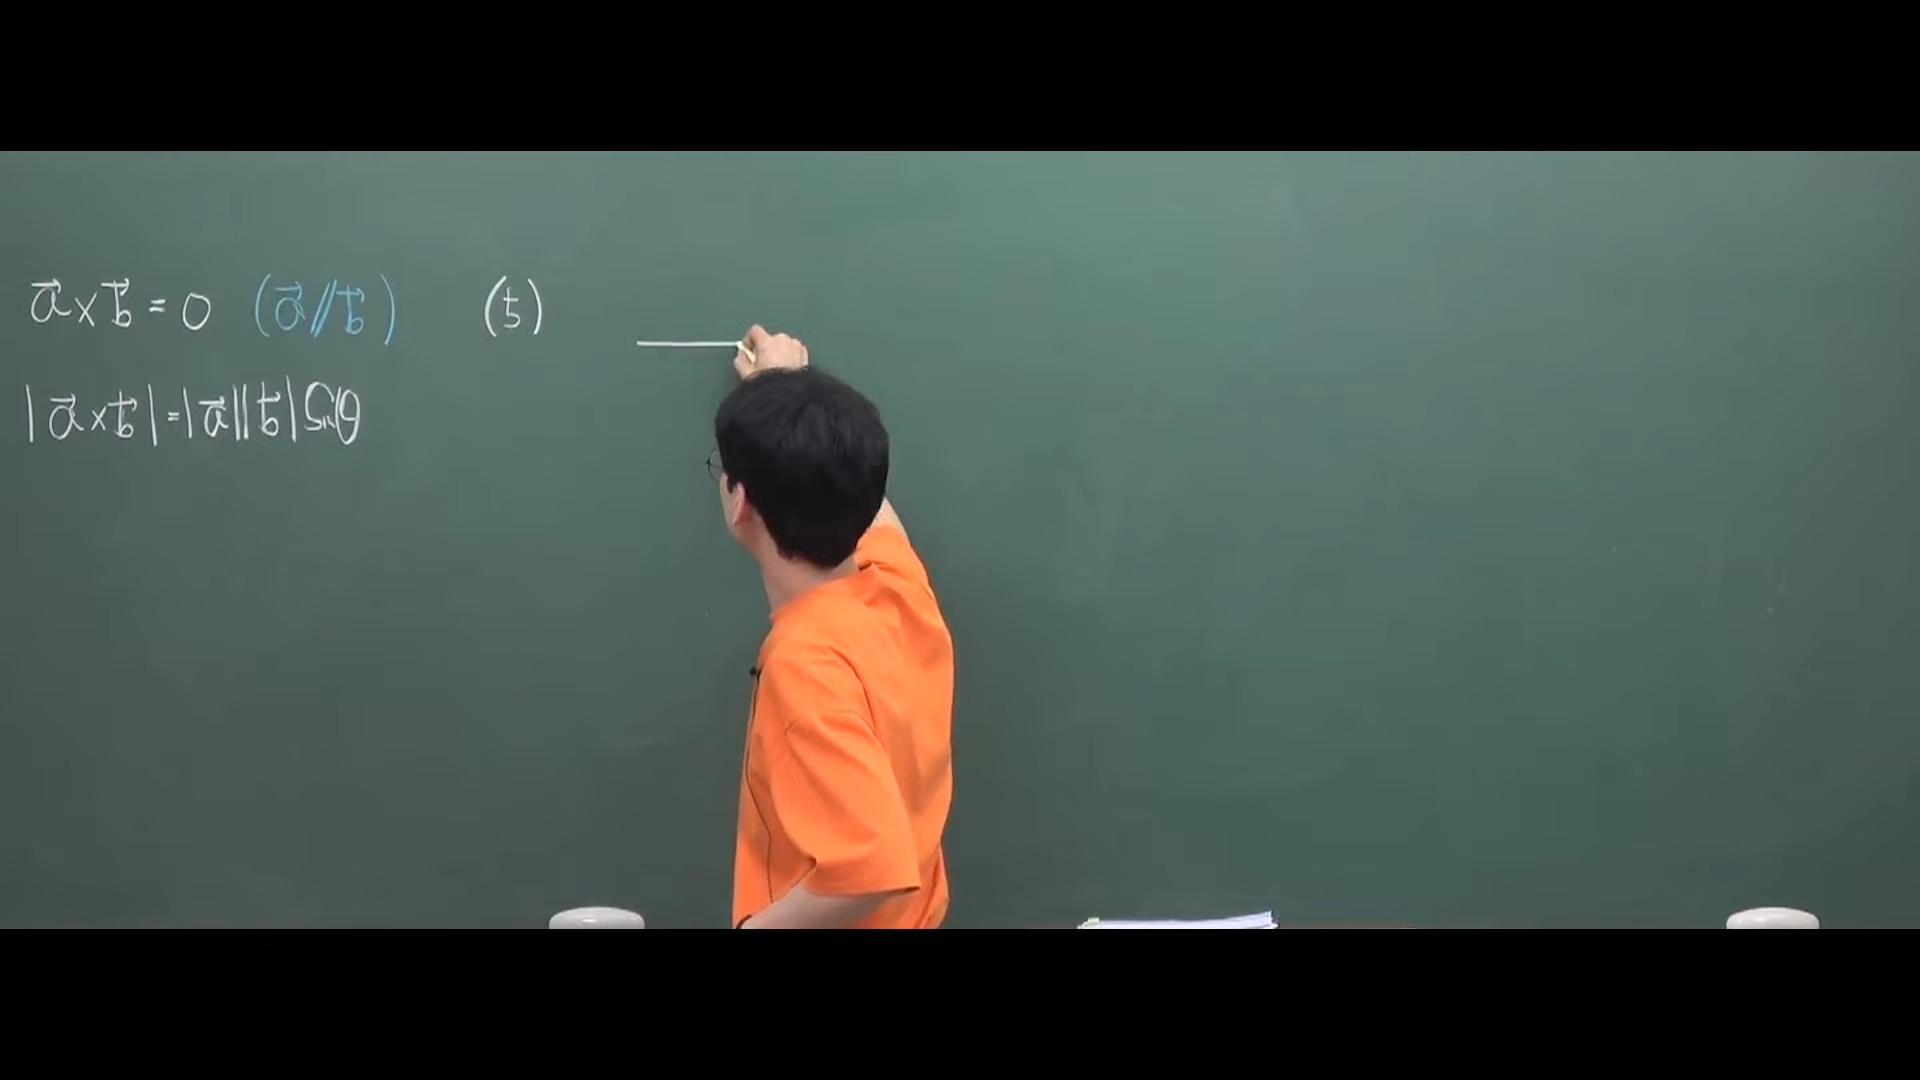 a⃗ × b⃗ = 0 (a⃗ // b⃗) (5)
|a⃗ × b⃗| = |a⃗||b⃗| Sinθ